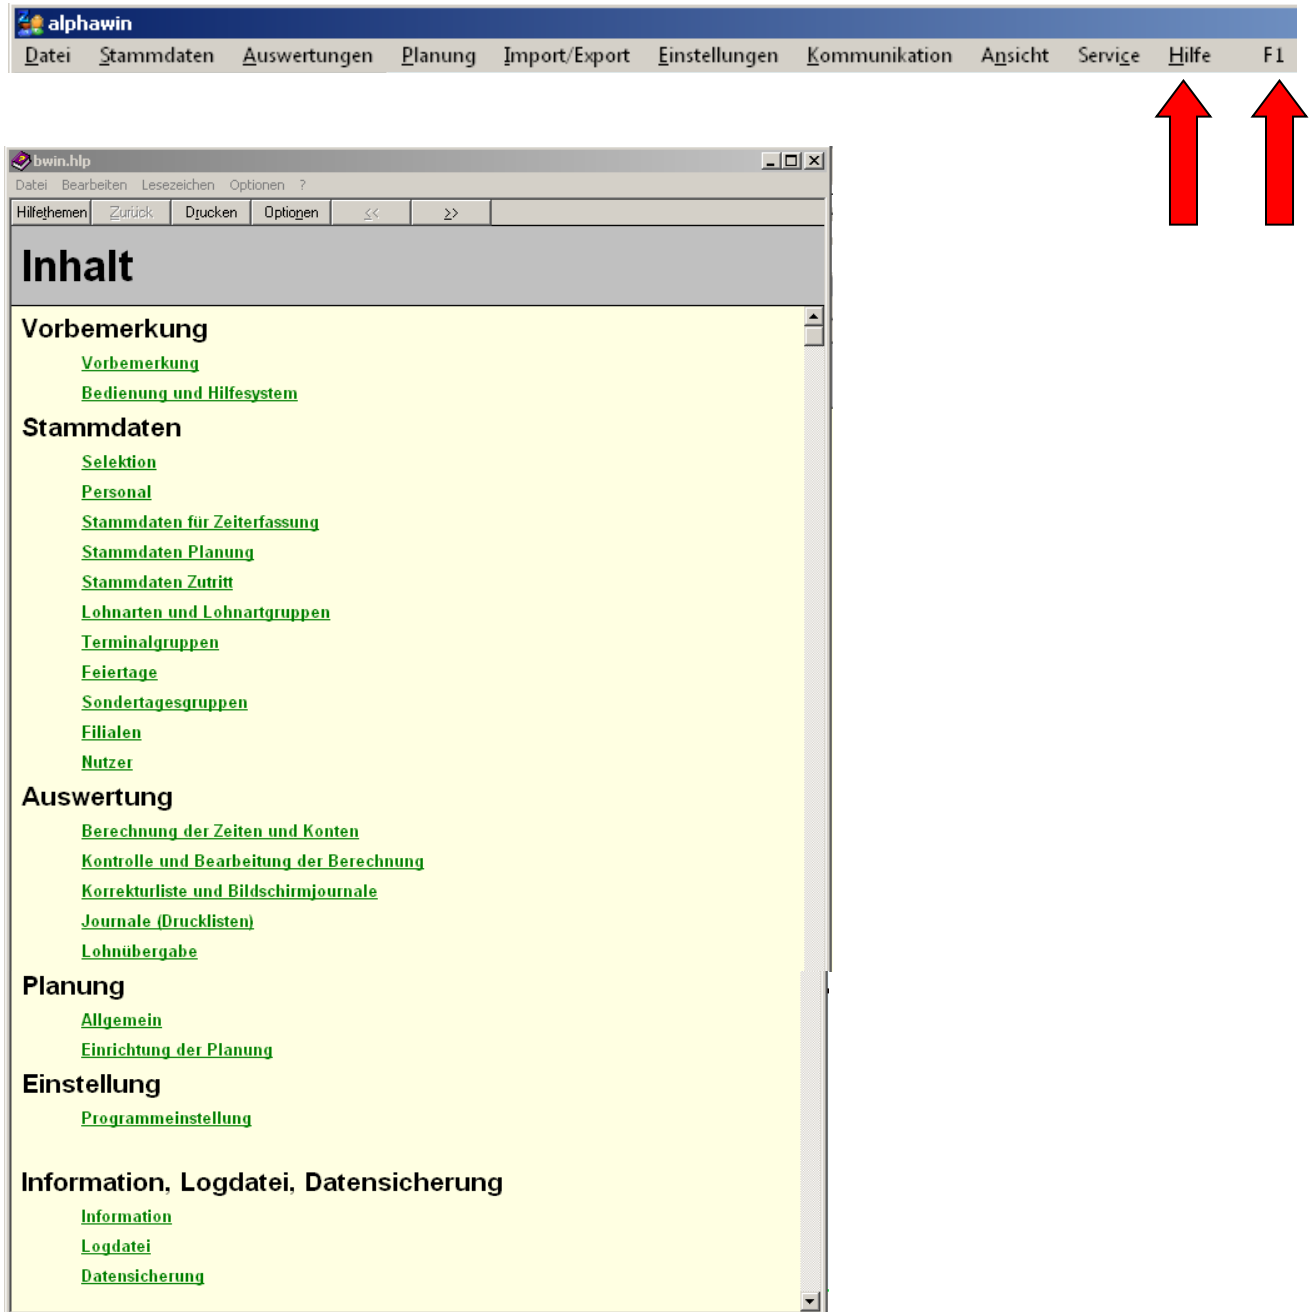 alphawin
Datei Stammdaten Auswertungen Planung Import/Export Einstellungen Kommunikation Ansicht Service Hilfe F1
bwin.hlp
Datei Bearbeiten Lesezeichen Optionen ?
Hilfethemen Zurück Drucken Optionen << >>
Inhalt
Vorbemerkung
Vorbemerkung
Bedienung und Hilfesystem
Stammdaten
Selektion
Personal
Stammdaten für Zeiterfassung
Stammdaten Planung
Stammdaten Zutritt
Lohnarten und Lohnartgruppen
Terminalgruppen
Feiertage
Sondertagesgruppen
Filialen
Nutzer
Auswertung
Berechnung der Zeiten und Konten
Kontrolle und Bearbeitung der Berechnung
Korrekturliste und Bildschirmjournale
Journale (Drucklisten)
Lohnübergabe
Planung
Allgemein
Einrichtung der Planung
Einstellung
Programmeinstellung
Information, Logdatei, Datensicherung
Information
Logdatei
Datensicherung